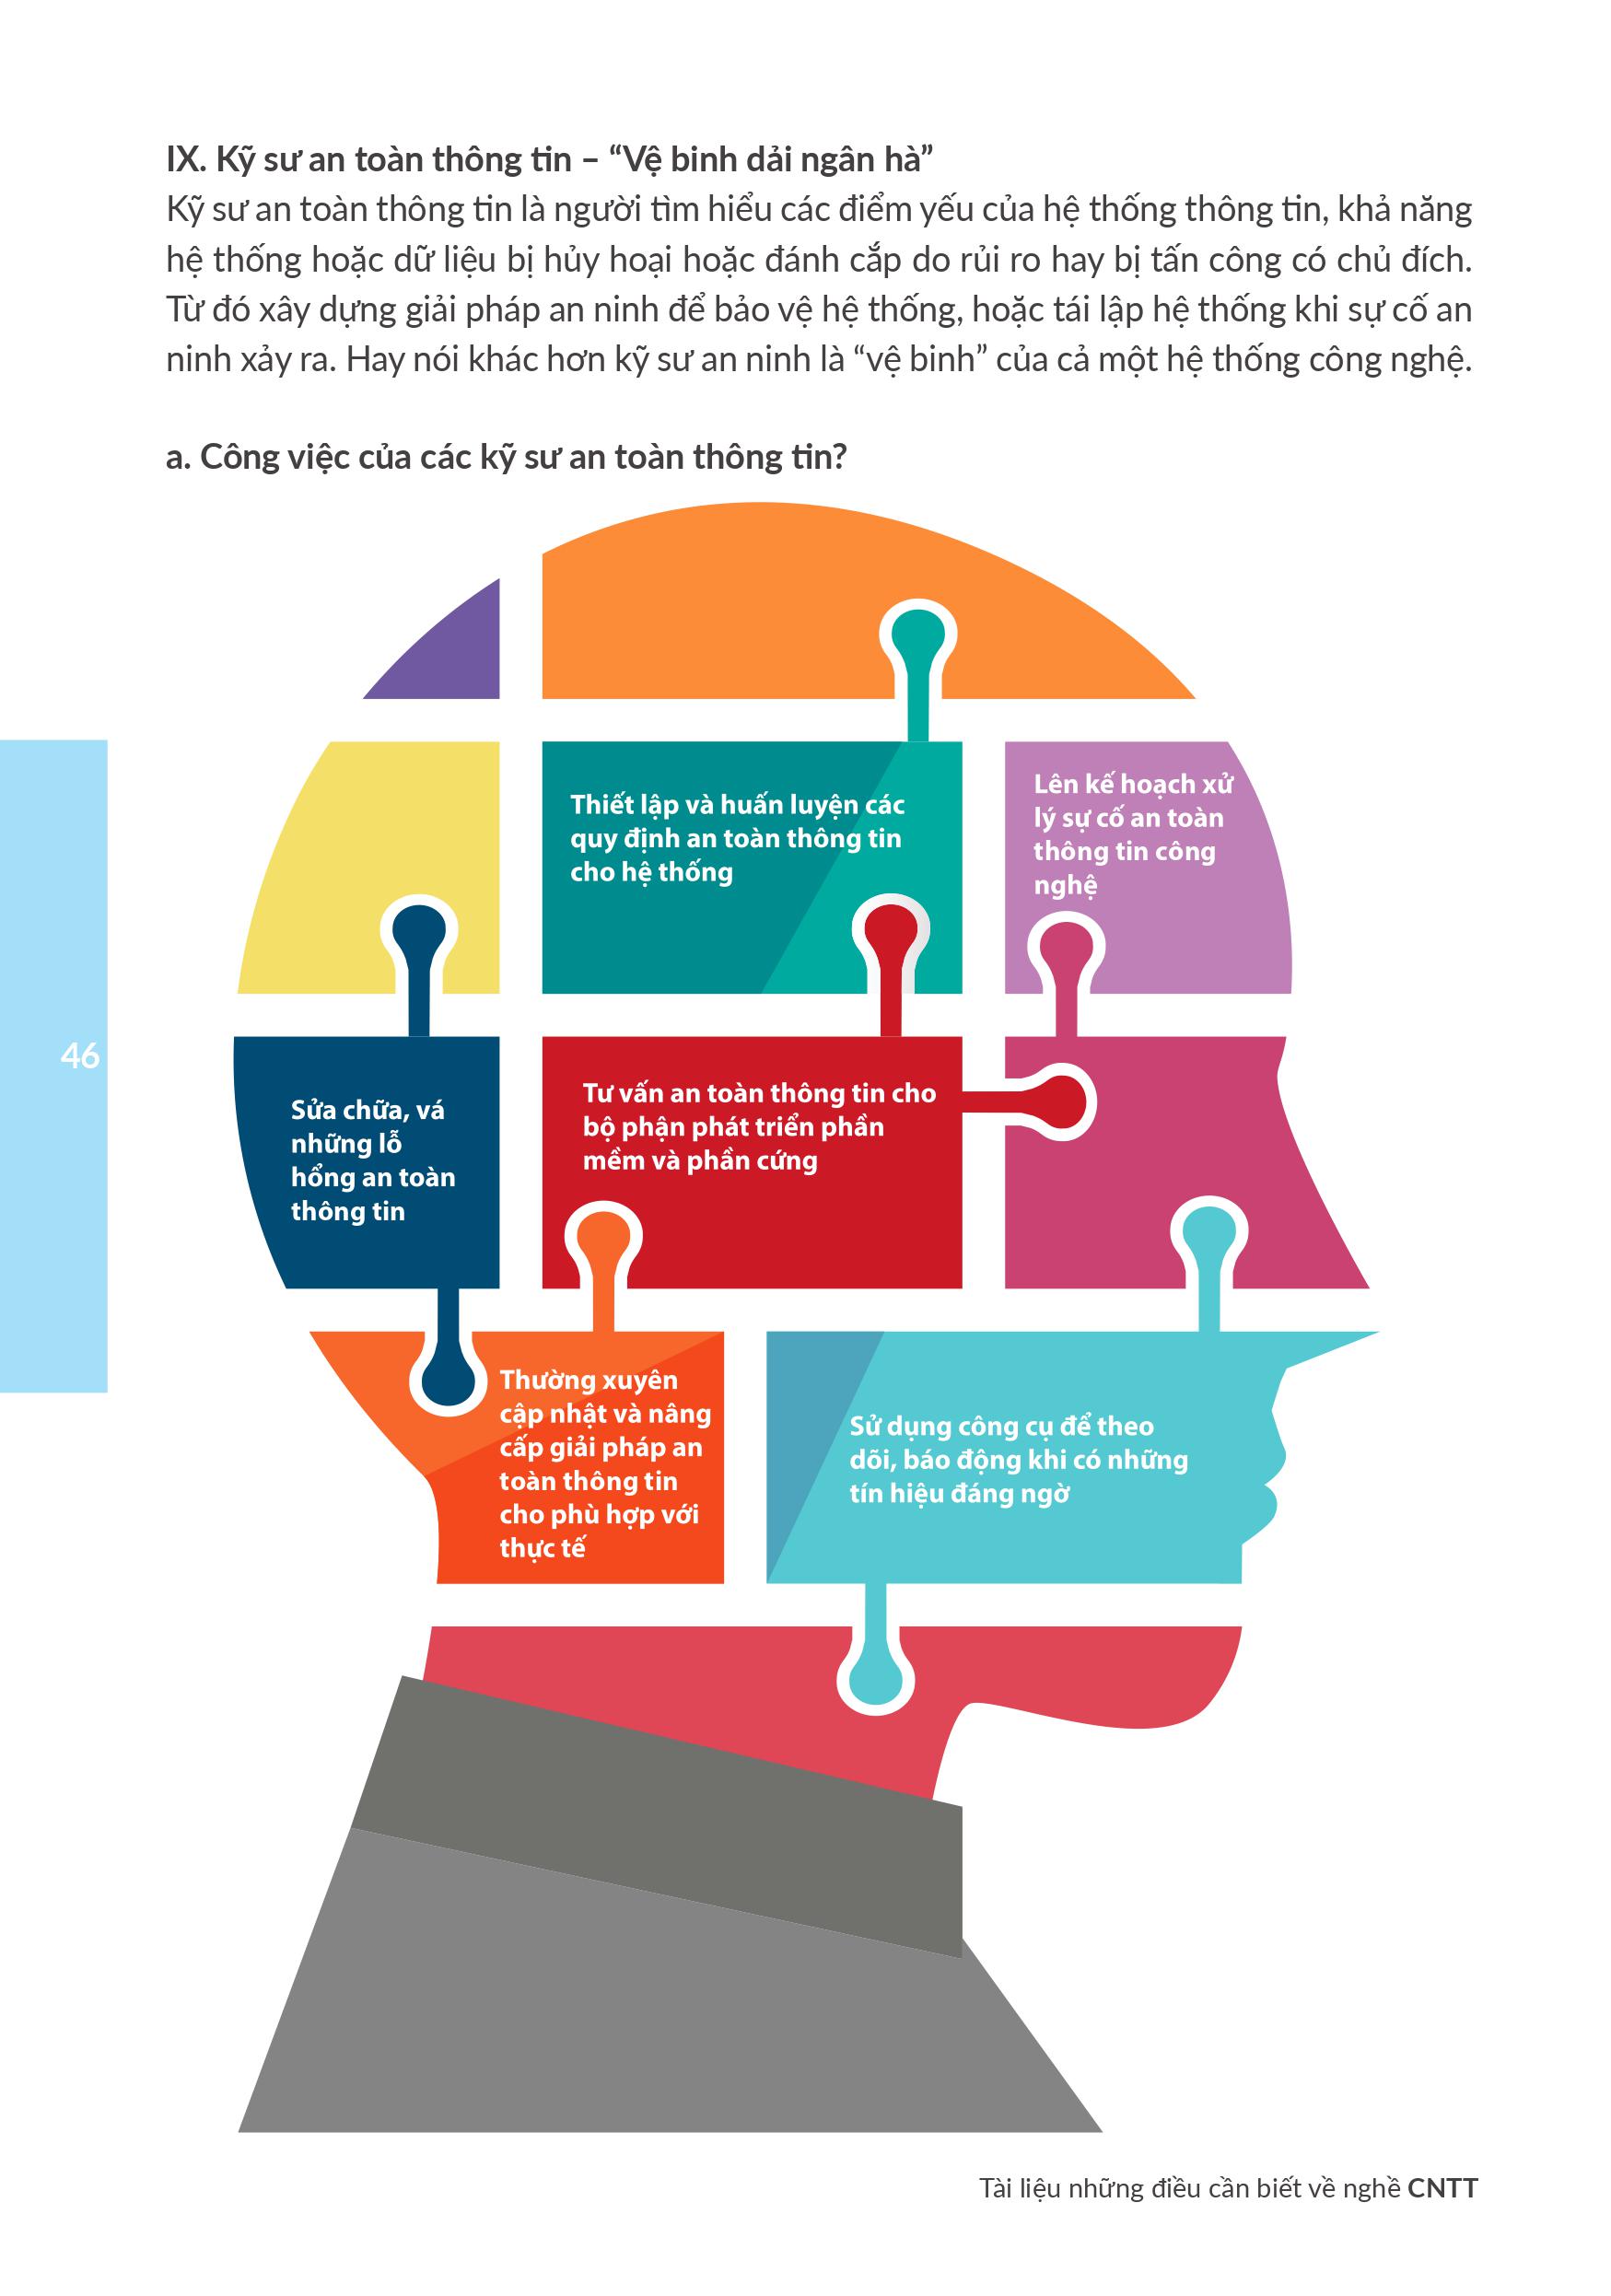 IX. Kỹ sư an toàn thông tin – “Vệ binh dải ngân hà”
Kỹ sư an toàn thông tin là người tìm hiểu các điểm yếu của hệ thống thông tin, khả năng
hệ thống hoặc dữ liệu bị hủy hoại hoặc đánh cắp do rủi ro hay bị tấn công có chủ đích.
Từ đó xây dựng giải pháp an ninh để bảo vệ hệ thống, hoặc tái lập hệ thống khi sự cố an
ninh xảy ra. Hay nói khác hơn kỹ sư an ninh là “vệ binh” của cả một hệ thống công nghệ.
a. Công việc của các kỹ sư an toàn thông tin?
Thiết lập và huấn luyện các
quy định an toàn thông tin
cho hệ thống
Lên kế hoạch xử
lý sự cố an toàn
thông tin công
nghệ
46
Sửa chữa, vá
những lỗ
hổng an toàn
thông tin
Tư vấn an toàn thông tin cho
bộ phận phát triển phần
mềm và phần cứng
Thường xuyên
cập nhật và nâng
cấp giải pháp an
toàn thông tin
cho phù hợp với
thực tế
Sử dụng công cụ để theo
dõi, báo động khi có những
tín hiệu đáng ngờ
Tài liệu những điều cần biết về nghề CNTT